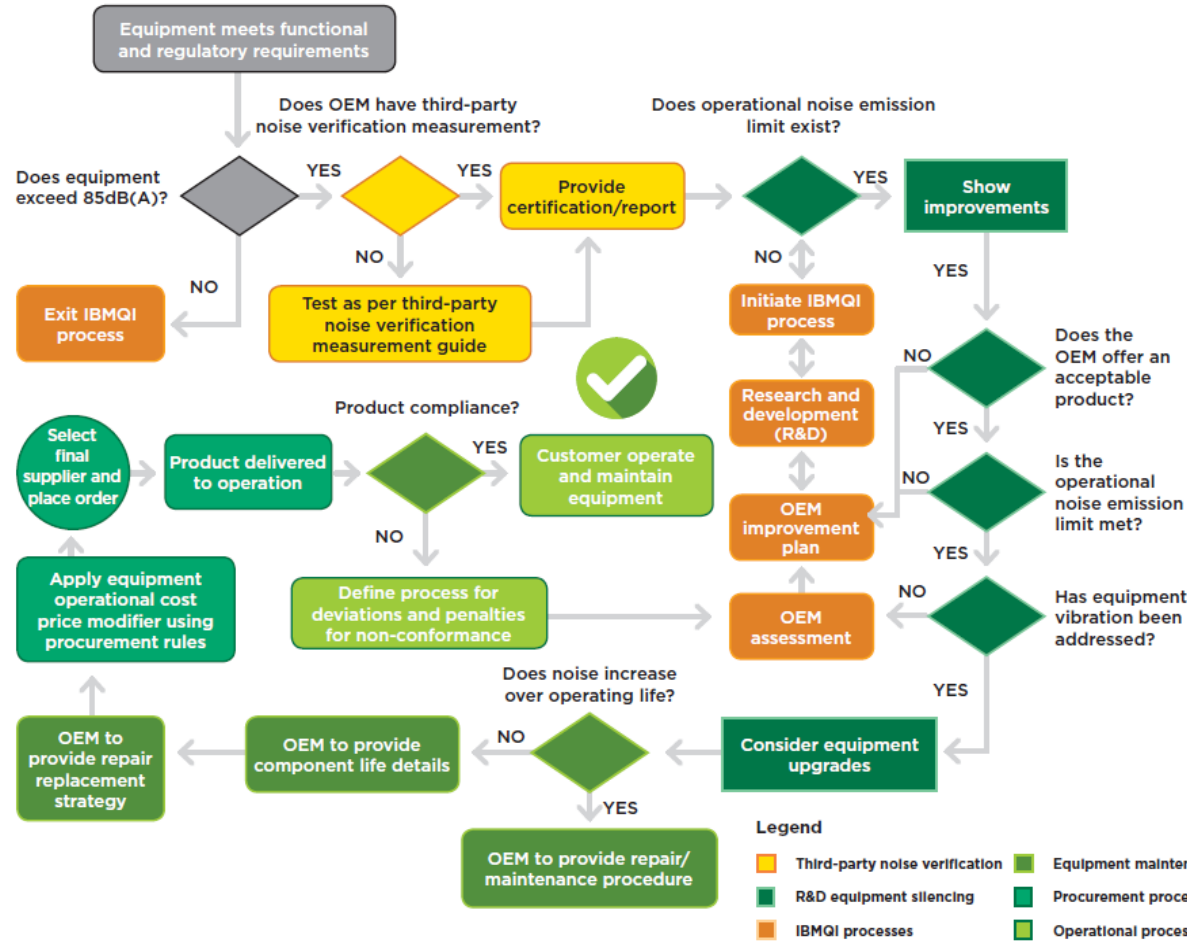 Equipment meets functional
and regulatory requirements
Does OEM have third-party
noise verification measurement?
Does operational noise emission
limit exist?
Does equipment
exceed 85dB(A)?
YES
YES
Provide
certification/report
YES
Show
improvements
NO
NO
NO
YES
Exit IBMQI
process
Test as per third-party
noise verification
measurement guide
Initiate IBMQI
process
NO
Does the
OEM offer an
acceptable
product?
Research and
development
(R&D)
YES
Product compliance?
Select
final
supplier and
place order
Product delivered
to operation
YES
Customer operate
and maintain
equipment
NO
Is the
operational
noise emission
limit met?
OEM
improvement
plan
NO
YES
Apply equipment
operational cost
price modifier using
procurement rules
Define process for
deviations and penalties
for non-conformance
OEM
assessment
NO
Has equipment
vibration been
addressed?
Does noise increase
over operating life?
YES
OEM to
provide repair
replacement
strategy
OEM to provide
component life details
NO
Consider equipment
upgrades
YES
OEM to provide repair/
maintenance procedure
Legend
Third-party noise verification
Equipment mainte
R&D equipment silencing
Procurement proce
IBMQI processes
Operational proces